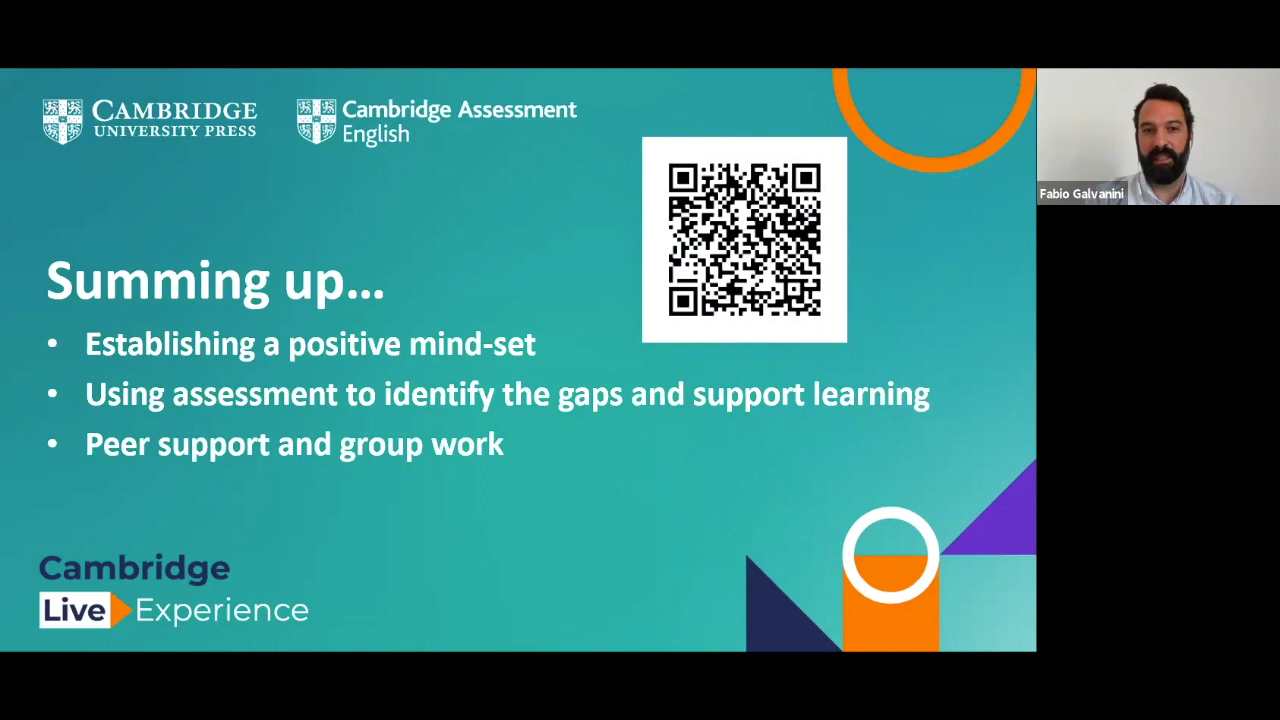 CAMBRIDGE
UNIVERSITY PRESS
Cambridge Assessment
English
Fabio Galvanini
Summing up...
• Establishing a positive mind-set
• Using assessment to identify the gaps and support learning
• Peer support and group work
Cambridge
Live Experience